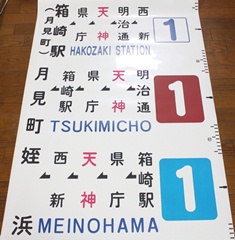 箱崎駅
(月見町)
県庁
天神
明治通
西新
1
HAKOZAKI STATION
月見町
箱崎駅
県庁
天神
明治通
1
TSUKIMICHO
姪浜
西新
天神
県庁
箱崎駅
1
MEINOHAMA